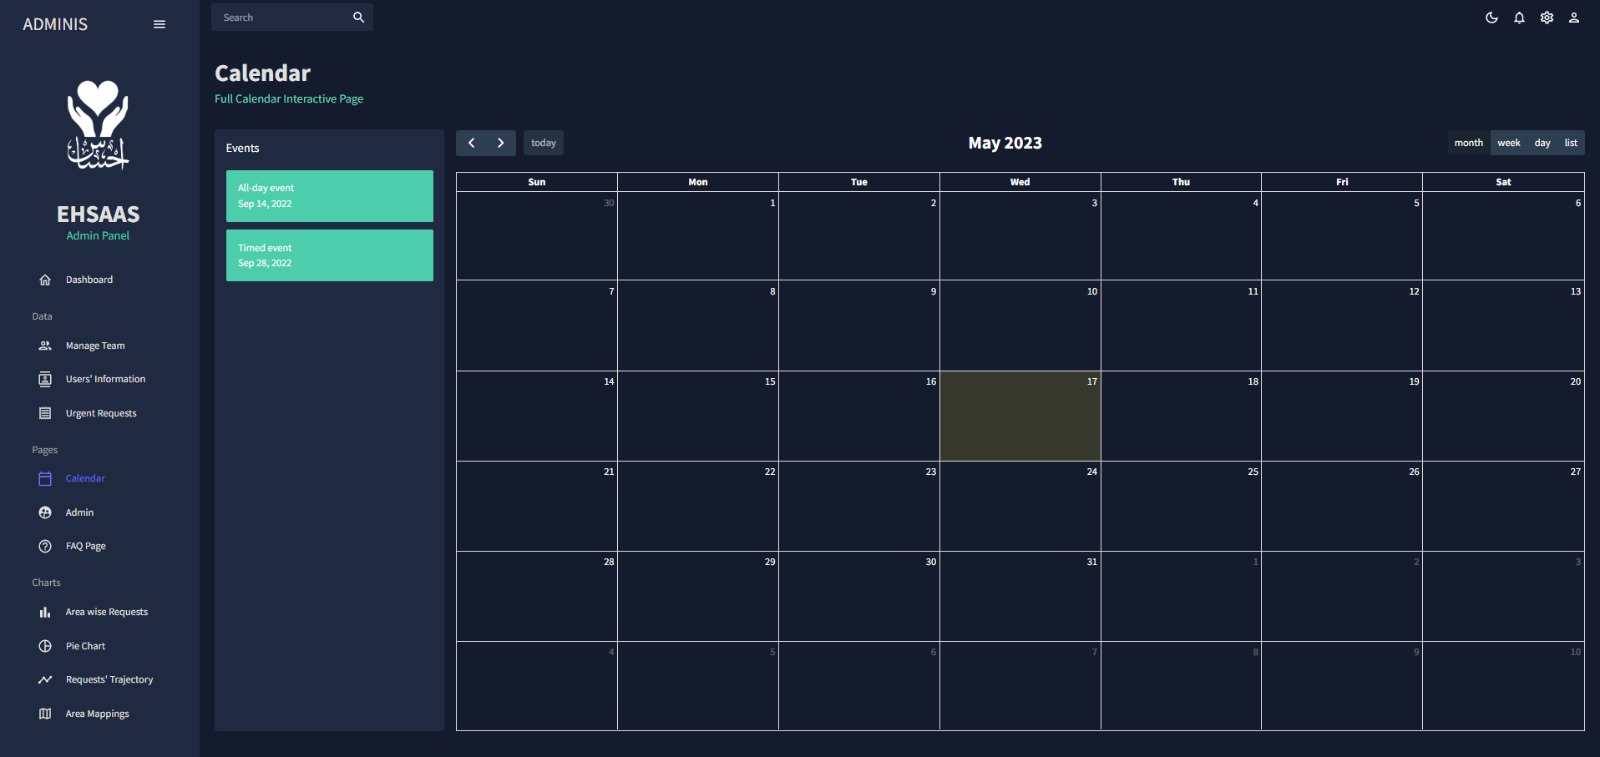 ADMINIS
Search
احساس
EHSAAS
Admin Panel
Dashboard
Data
Manage Team
Users' Information
Urgent Requests
Pages
Calendar
Admin
FAQ Page
Charts
Area wise Requests
Pie Chart
Requests' Trajectory
Area Mappings
Calendar
Full Calendar Interactive Page
Events
All-day event
Sep 14, 2022
Timed event
Sep 28, 2022
today
May 2023
month week day list
Sun Mon Tue Wed Thu Fri Sat
30 1 2 3 4 5 6
7 8 9 10 11 12 13
14 15 16 17 18 19 20
21 22 23 24 25 26 27
28 29 30 31 1 2 3
4 5 6 7 8 9 10